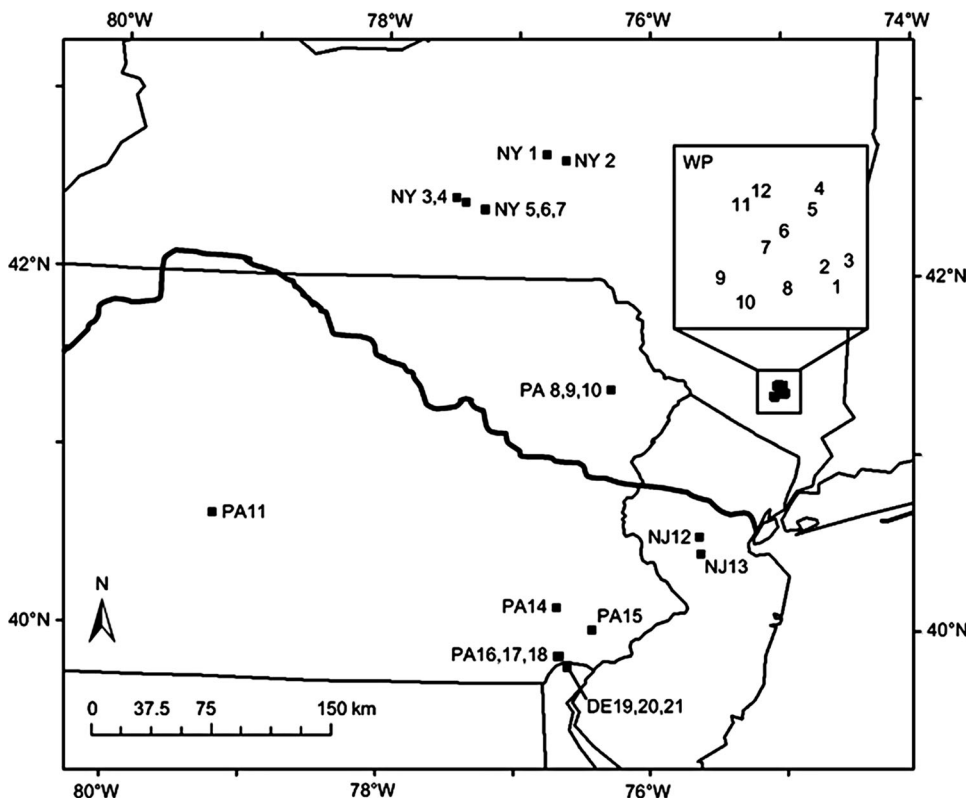 80°W 78°W 76°W 74°W
NY 1 NY 2
WP
12 4
11 5
6
7
9 2 3
10 8 1
NY 3,4 NY 5,6,7
42°N 42°N
PA 8,9,10
PA11
NJ12
NJ13
N
PA14 PA15
40°N 40°N
PA16,17,18
DE19,20,21
0 37.5 75 150 km
80°W 78°W 76°W 74°W